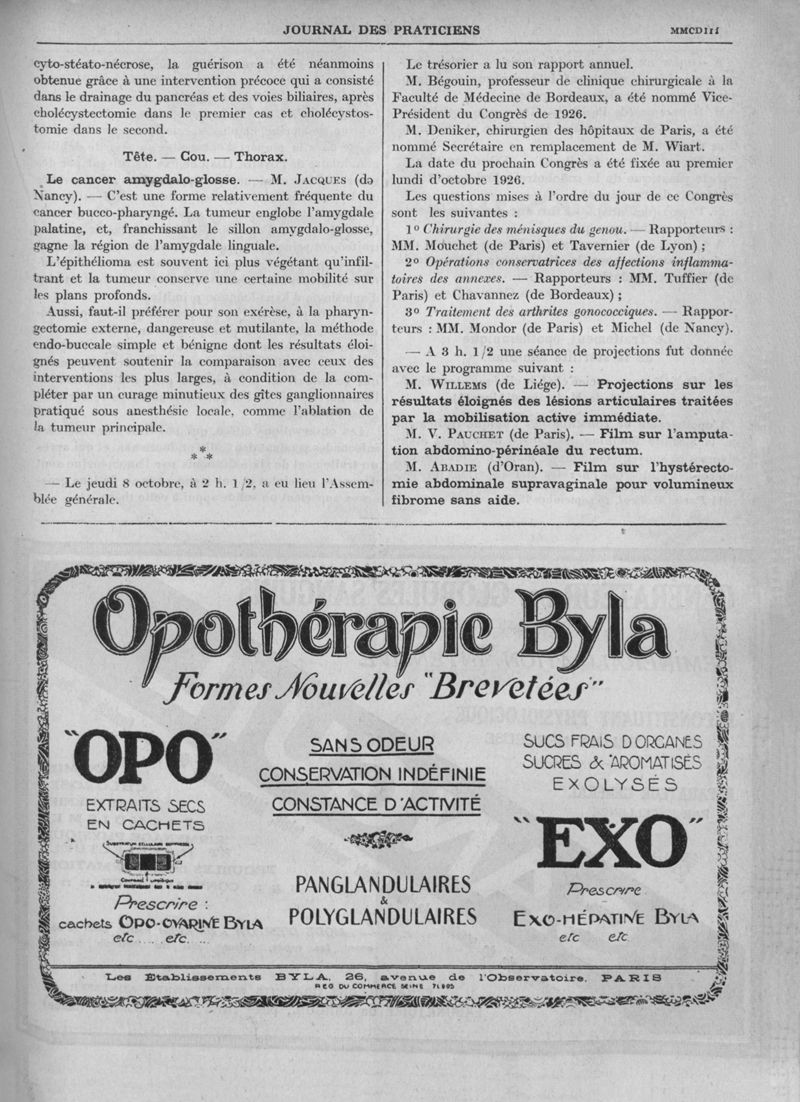 JOURNAL DES PRATICIENS
MMCDIII
cyto-stéato-nécrose, la guérison a été néanmoins
obtenue grâce à une intervention précoce qui a consisté
dans le drainage du pancréas et des voies biliaires, après
cholécystectomie dans le premier cas et cholécystos-
tomie dans le second.
Tête. — Cou. — Thorax.
Le cancer amygdalo-glosse. — M. JACQUES (de
Nancy). — C'est une forme relativement fréquente du
cancer bucco-pharyngé. La tumeur englobe l'amygdale
palatine, et, franchissant le sillon amygdalo-glosse,
gagne la région de l'amygdale linguale.
L'épithélioma est souvent ici plus végétant qu'infil-
trant et la tumeur conserve une certaine mobilité sur
les plans profonds.
Aussi, faut-il préférer pour son exérèse, à la pharyn-
gectomie externe, dangereuse et mutilante, la méthode
endo-buccale simple et bénigne dont les résultats éloi-
gnés peuvent soutenir la comparaison avec ceux des
interventions les plus larges, à condition de la com-
pléter par un curage minutieux des gîtes ganglionnaires
pratiqué sous anesthésie locale, comme l'ablation de
la tumeur principale.
*
* *
— Le jeudi 8 octobre, à 2 h. 1/2, a eu lieu l'Assem-
blée générale.
Le trésorier a lu son rapport annuel.
M. Bégouin, professeur de clinique chirurgicale à la
Faculté de Médecine de Bordeaux, a été nommé Vice-
Président du Congrès de 1926.
M. Deniker, chirurgien des hôpitaux de Paris, a été
nommé Secrétaire en remplacement de M. Wiart.
La date du prochain Congrès a été fixée au premier
lundi d'octobre 1926.
Les questions mises à l'ordre du jour de ce Congrès
sont les suivantes :
1º Chirurgie des ménisques du genou. — Rapporteurs :
MM. Mouchet (de Paris) et Tavernier (de Lyon) ;
2º Opérations conservatrices des affections inflamma-
toires des annexes. — Rapporteurs : MM. Tuffier (de
Paris) et Chavannez (de Bordeaux) ;
3º Traitement des arthrites gonococciques. — Rappor-
teurs : MM. Mondor (de Paris) et Michel (de Nancy).
— A 3 h. 1/2 une séance de projections fut donnée
avec le programme suivant :
M. WILLEMS (de Liége). — Projections sur les
résultats éloignés des lésions articulaires traitées
par la mobilisation active immédiate.
M. V. PAUCHET (de Paris). — Film sur l'amputa-
tion abdomino-périnéale du rectum.
M. ABADIE (d'Oran). — Film sur l'hystérecto-
mie abdominale supravaginale pour volumineux
fibrome sans aide.
Opothérapie Byla
Formes Nouvelles "Brevetées"
"OPO"
EXTRAITS SECS
EN CACHETS
Prescrire :
cachets OPO-OVARINE BYLA
etc .... etc....
SANS ODEUR
CONSERVATION INDÉFINIE
CONSTANCE D'ACTIVITÉ
PANGLANDULAIRES
&
POLYGLANDULAIRES
SUCS FRAIS D'ORGANES
SUCRES & AROMATISÉS
EXOLYSÉS
"EXO"
Prescrire
EXO-HÉPATINE BYLA
etc etc
Les Établissements BYLA, 26, avenue de l'Observatoire. PARIS
REG DU COMMERCE SEINE